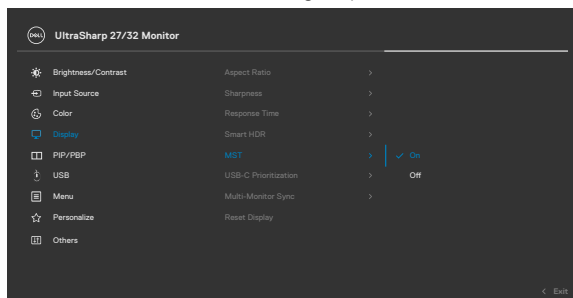 DELL UltraSharp 27/32 Monitor
Brightness/Contrast Aspect Ratio >
Input Source Sharpness >
Color Response Time >
Display Smart HDR >
PIP/PBP MST > ✓ On
USB USB-C Prioritization > Off
Menu Multi-Monitor Sync >
Personalize Reset Display
Others
< Exit